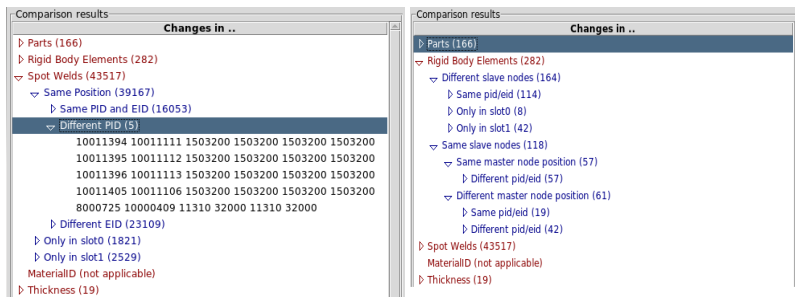 Comparison results
Changes in ..
Parts (166)
Rigid Body Elements (282)
Spot Welds (43517)
Same Position (39167)
Same PID and EID (16053)
Different PID (5)
10011394 10011111 1503200 1503200 1503200 1503200
10011395 10011112 1503200 1503200 1503200 1503200
10011396 10011113 1503200 1503200 1503200 1503200
10011405 10011106 1503200 1503200 1503200 1503200
8000725 10000409 11310 32000 11310 32000
Different EID (23109)
Only in slot0 (1821)
Only in slot1 (2529)
MaterialID (not applicable)
Thickness (19)
Comparison results
Changes in ..
Parts (166)
Rigid Body Elements (282)
Different slave nodes (164)
Same pid/eid (114)
Only in slot0 (8)
Only in slot1 (42)
Same slave nodes (118)
Same master node position (57)
Different pid/eid (57)
Different master node position (61)
Same pid/eid (19)
Different pid/eid (42)
Spot Welds (43517)
MaterialID (not applicable)
Thickness (19)